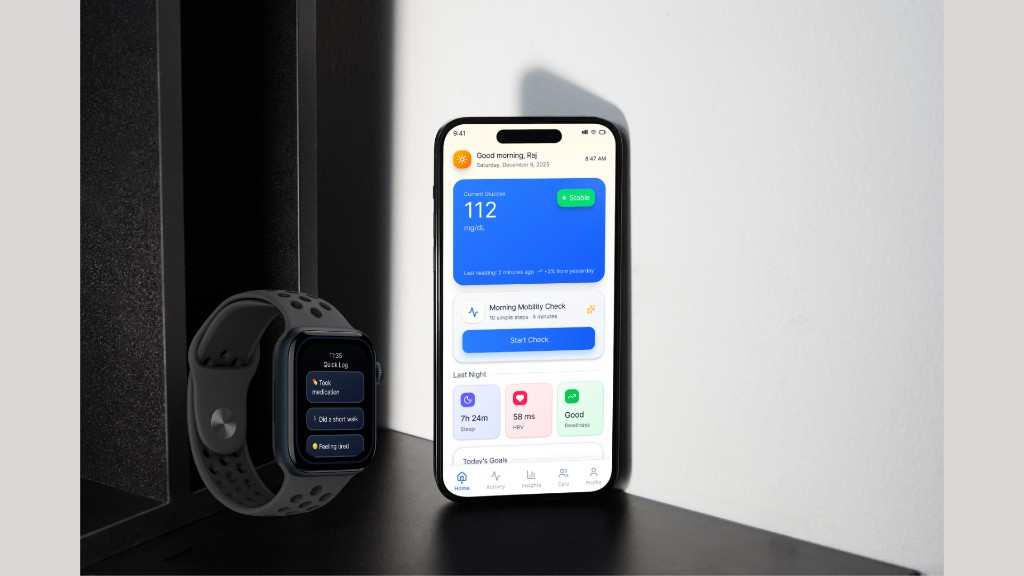 9:41
Good morning, Raj
Saturday, December 6, 2025
8:47 AM
Current Glucose
Stable
112
mg/dL
Last reading: 2 minutes ago
+2% from yesterday
Morning Mobility Check
10 simple steps · 5 minutes
Start Check
Last Night
7h 24m
Sleep
58 ms
HRV
Good
Readiness
Today's Goals
Home
Activity
Insights
Care
Profile
11:35
Quick Log
Took
medication
Did a short walk
Feeling tired